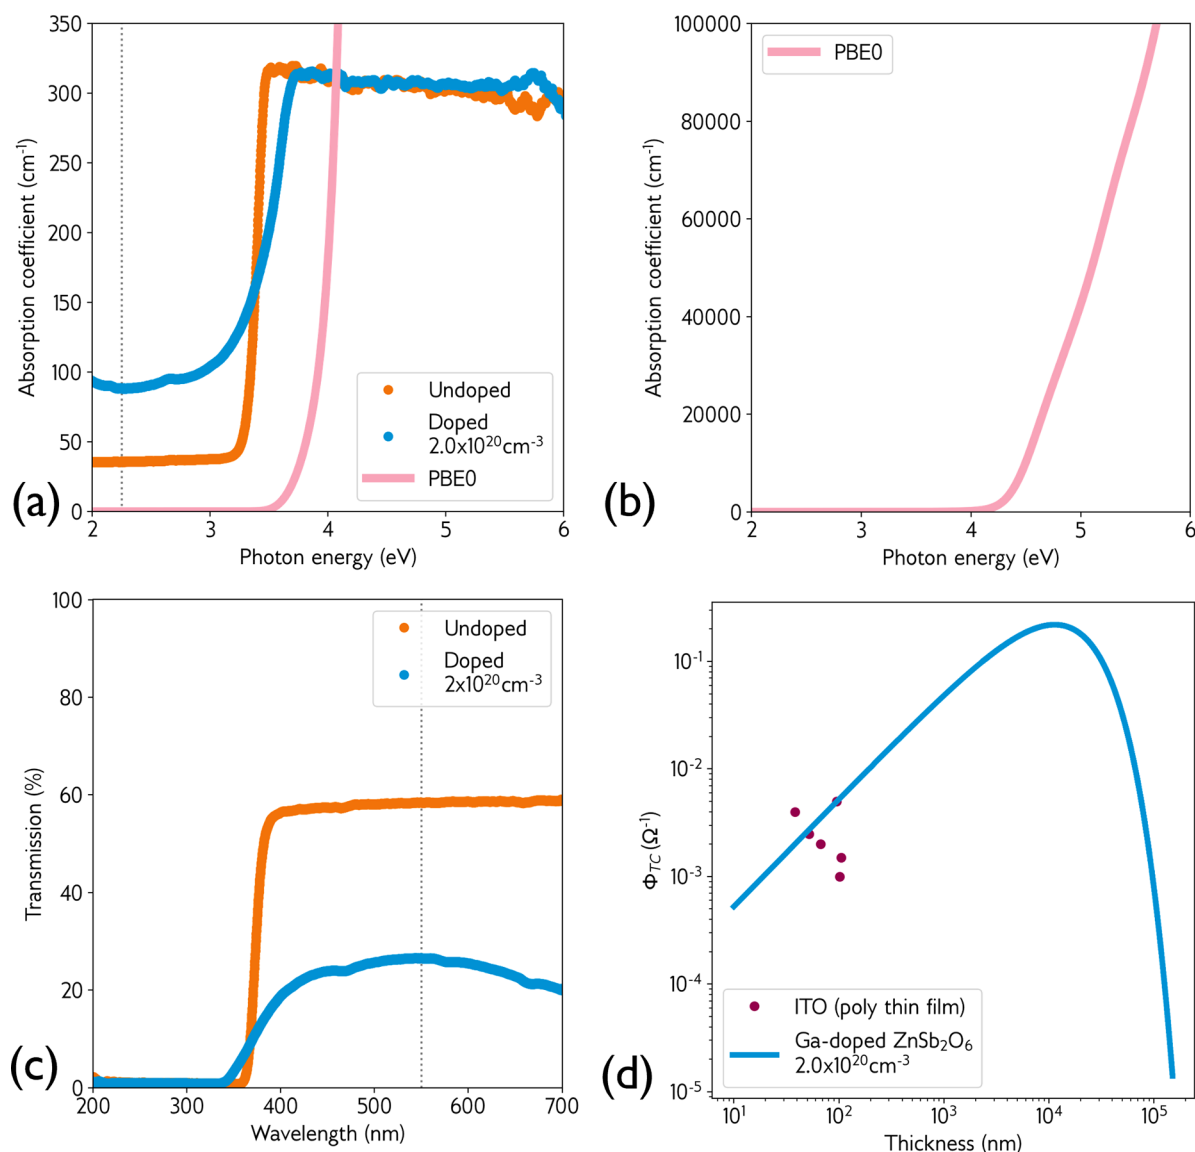 350
300
250
200
150
100
50
0
Absorption coefficient (cm⁻¹)
Undoped
Doped
2.0x10²⁰cm⁻³
PBE0
2 3 4 5 6
Photon energy (eV)
(a)
100000
80000
60000
40000
20000
0
Absorption coefficient (cm⁻¹)
PBE0
2 3 4 5 6
Photon energy (eV)
(b)
100
80
60
40
20
0
Transmission (%)
Undoped
Doped
2x10²⁰cm⁻³
200 300 400 500 600 700
Wavelength (nm)
(c)
10⁻¹
10⁻²
10⁻³
10⁻⁴
10⁻⁵
Φ_TC (Ω⁻¹)
ITO (poly thin film)
Ga-doped ZnSb₂O₆
2.0x10²⁰cm⁻³
10¹ 10² 10³ 10⁴ 10⁵
Thickness (nm)
(d)